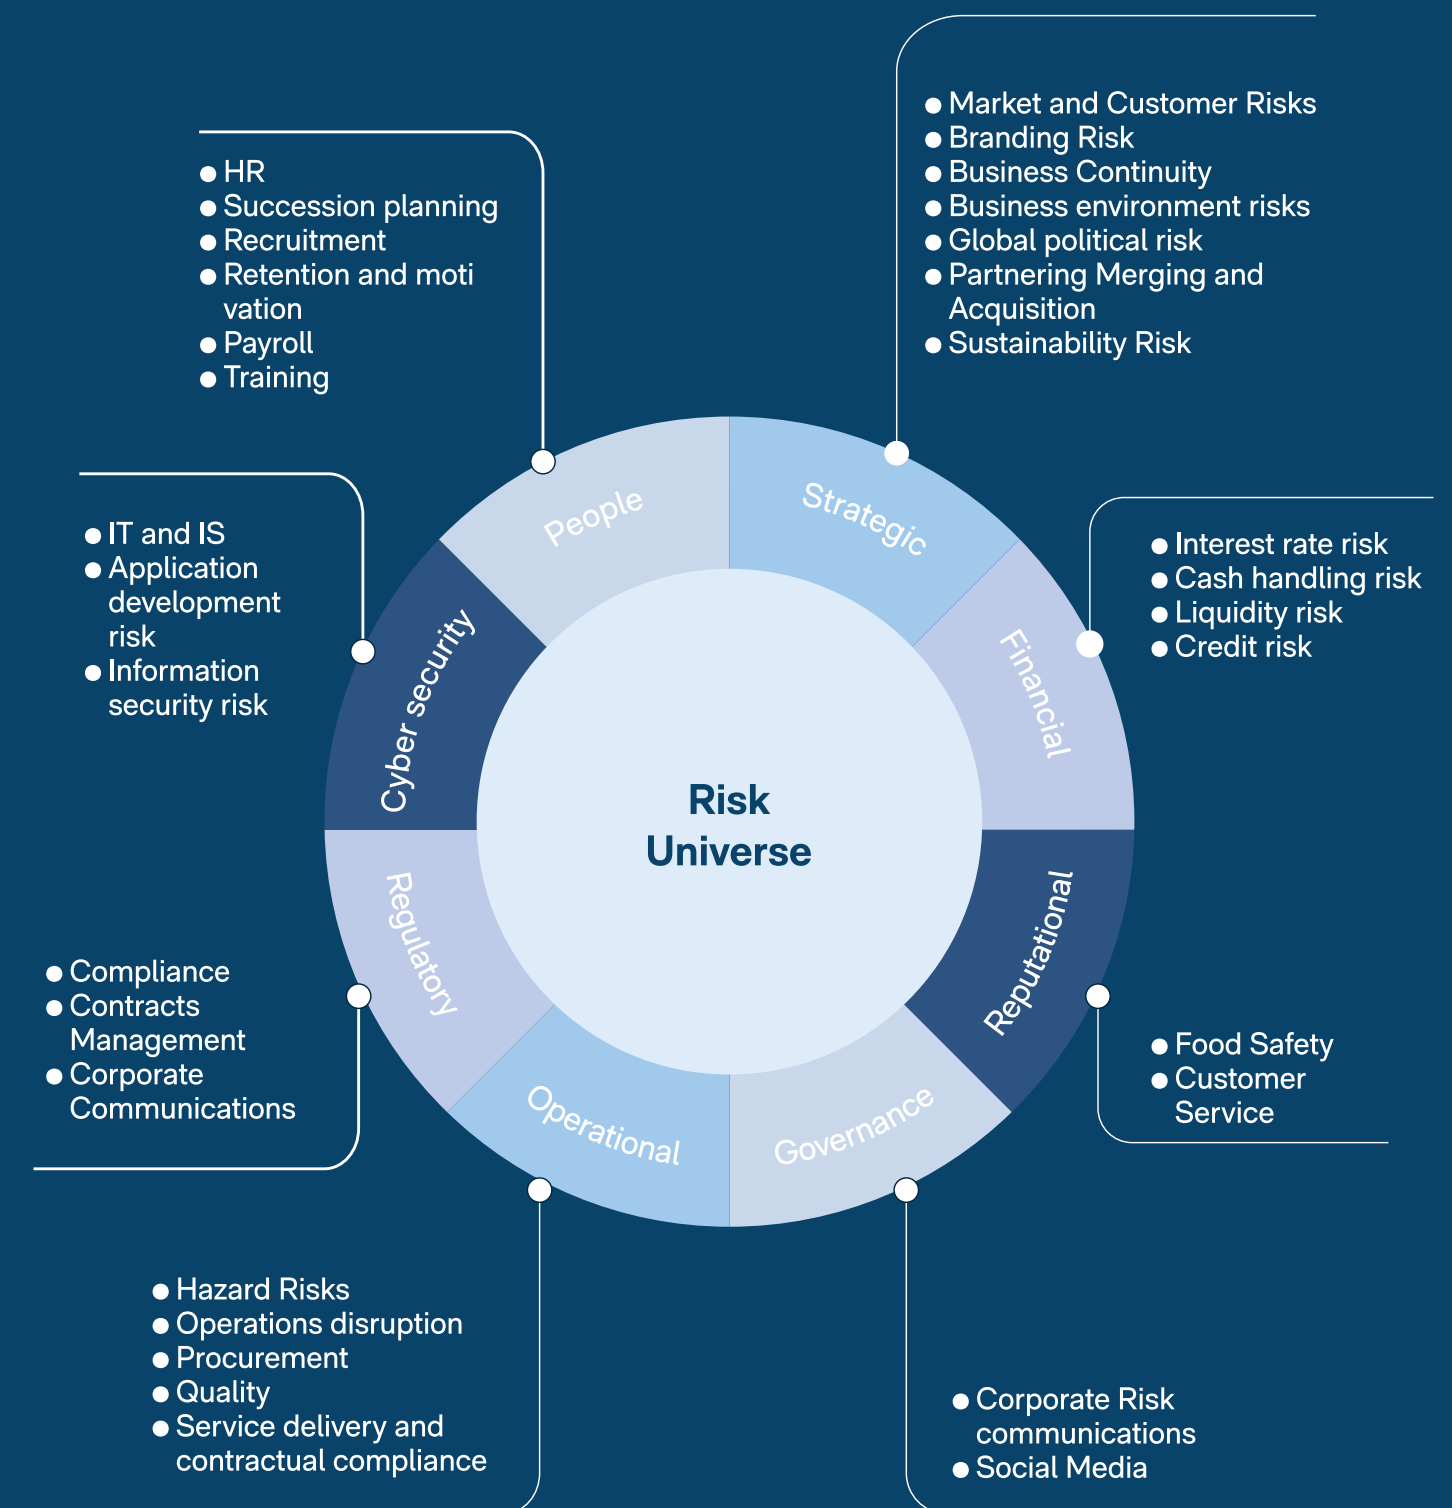 ● Market and Customer Risks
● Branding Risk
● Business Continuity
● Business environment risks
● Global political risk
● Partnering Merging and
Acquisition
● Sustainability Risk
● HR
● Succession planning
● Recruitment
● Retention and moti
vation
● Payroll
● Training
People
Strategic
● IT and IS
● Application
development
risk
● Information
security risk
● Interest rate risk
● Cash handling risk
● Liquidity risk
● Credit risk
Cyber security
Financial
Risk
Universe
Regulatory
Reputational
● Compliance
● Contracts
Management
● Corporate
Communications
● Food Safety
● Customer
Service
Operational
Governance
● Hazard Risks
● Operations disruption
● Procurement
● Quality
● Service delivery and
contractual compliance
● Corporate Risk
communications
● Social Media